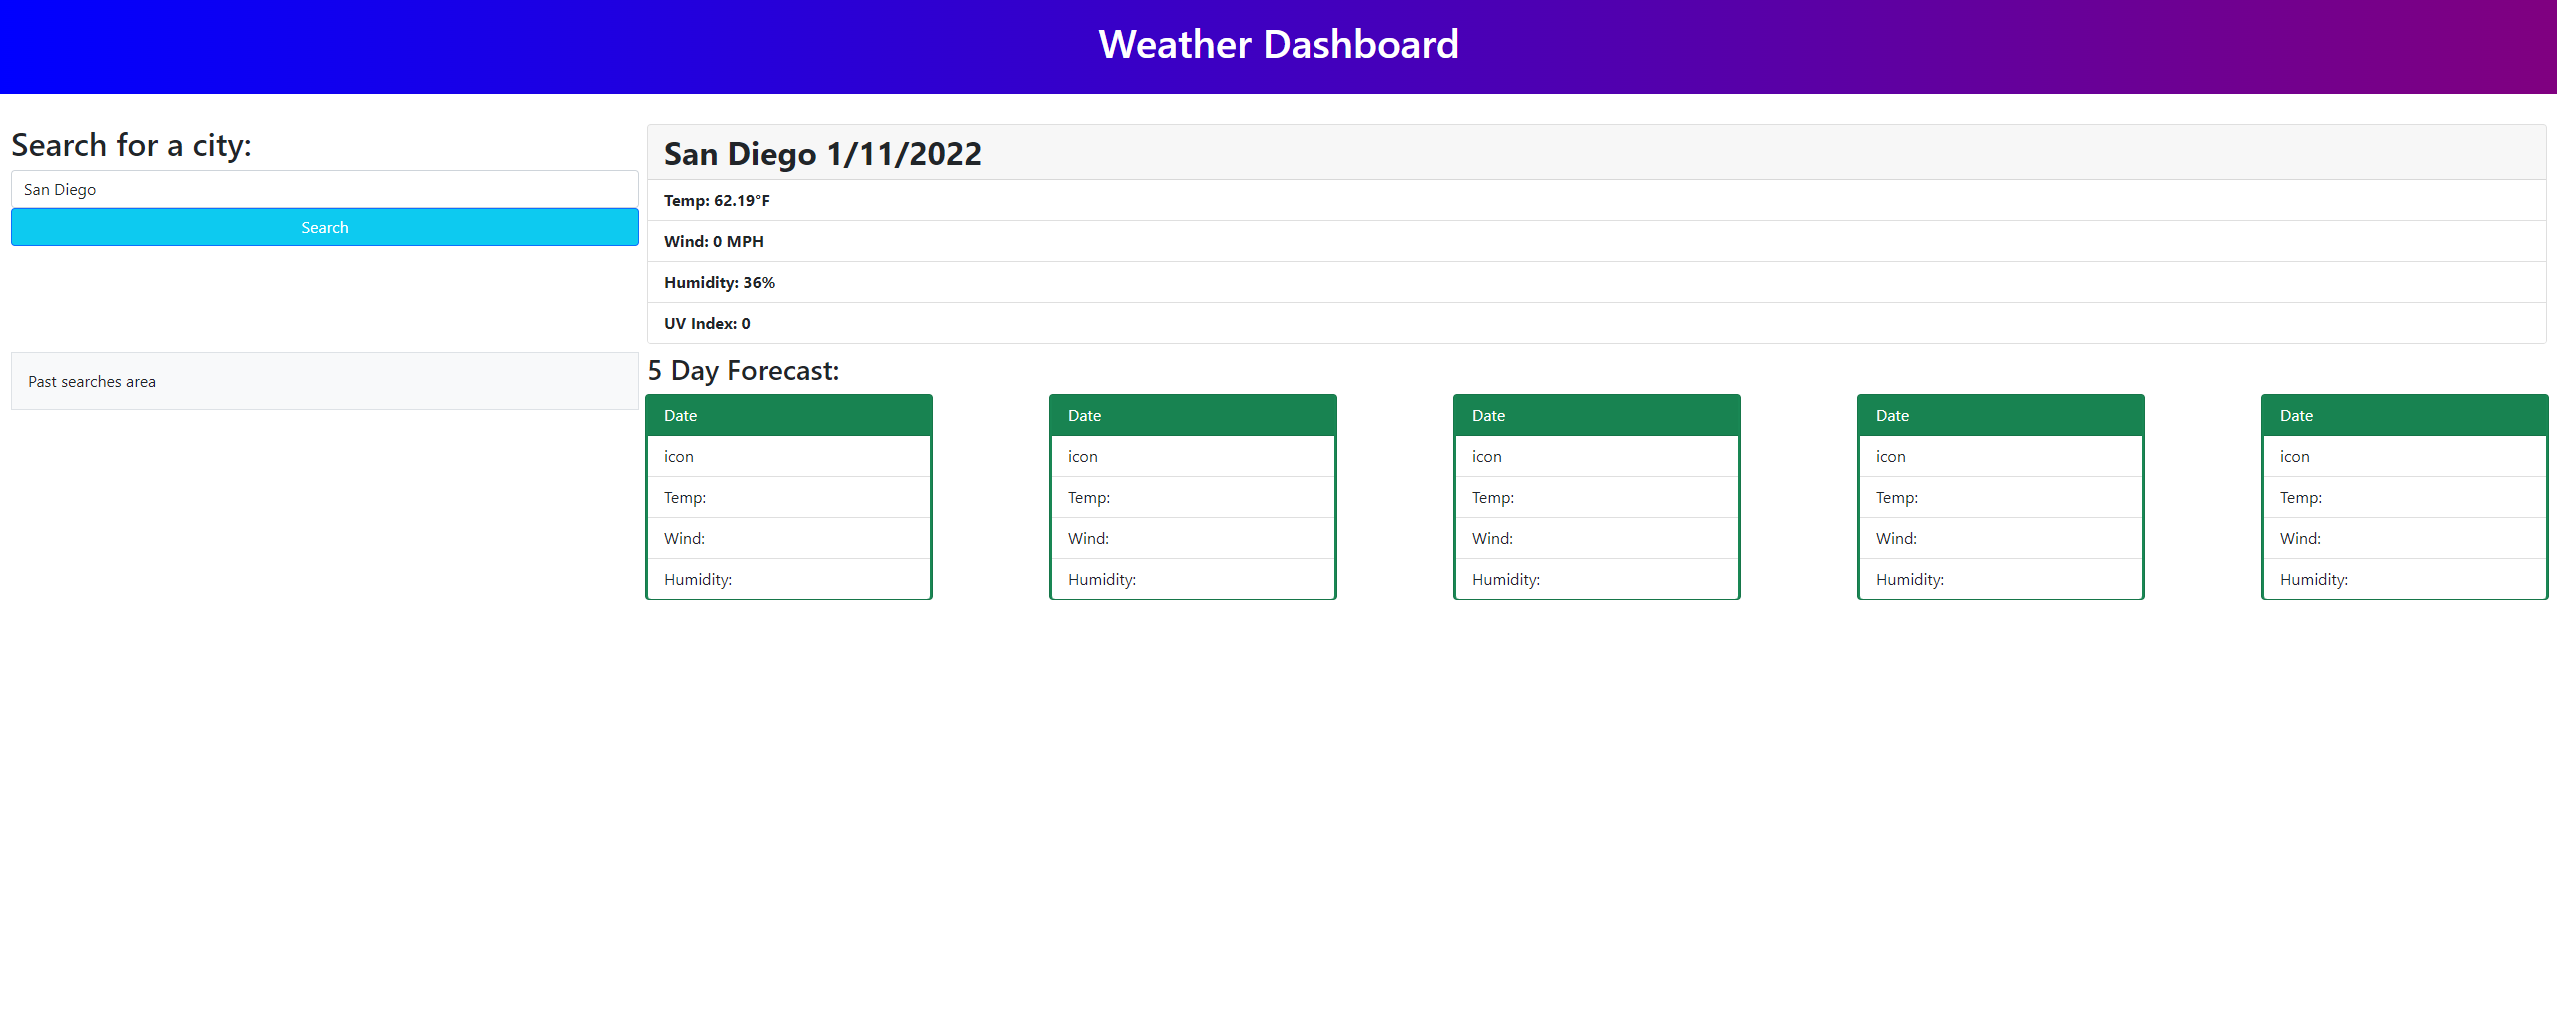 Weather Dashboard
Search for a city:
San Diego
Search
Past searches area
San Diego 1/11/2022
Temp: 62.19°F
Wind: 0 MPH
Humidity: 36%
UV Index: 0
5 Day Forecast:
Date
icon
Temp:
Wind:
Humidity:
Date
icon
Temp:
Wind:
Humidity:
Date
icon
Temp:
Wind:
Humidity:
Date
icon
Temp:
Wind:
Humidity:
Date
icon
Temp:
Wind:
Humidity: